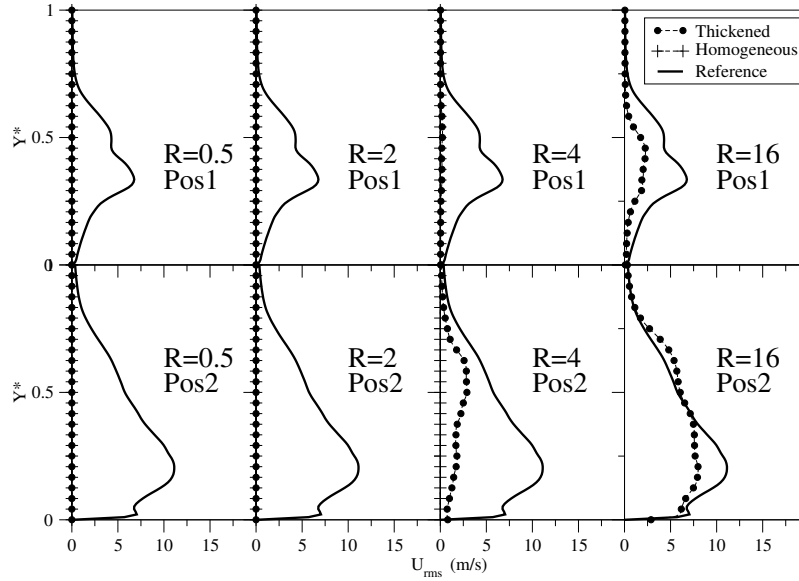 1
Thickened
Homogeneous
Reference
Y*
0.5
R=0.5
Pos1
R=2
Pos1
R=4
Pos1
R=16
Pos1
0
1
Y*
0.5
R=0.5
Pos2
R=2
Pos2
R=4
Pos2
R=16
Pos2
0
0 5 10 15 0 5 10 15 0 5 10 15 0 5 10 15
U_rms (m/s)